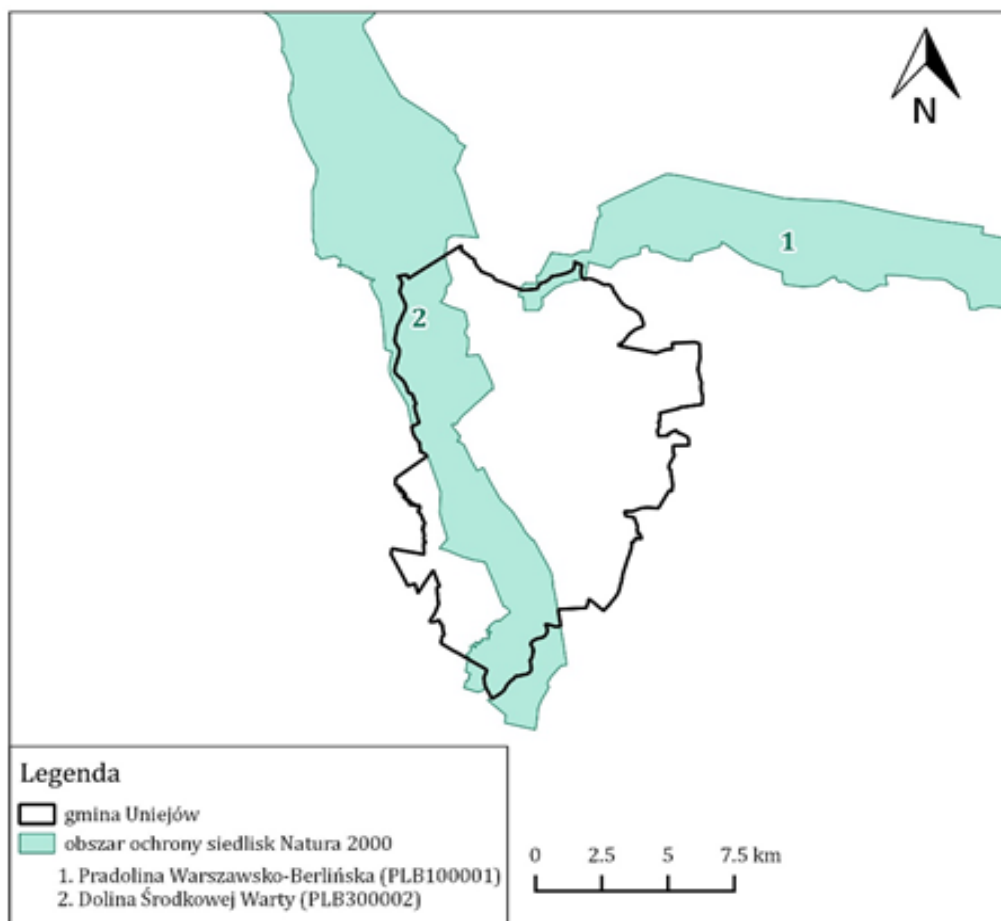 N
1
2
Legenda
gmina Uniejów
obszar ochrony siedlisk Natura 2000
1. Pradolina Warszawsko-Berlińska (PLB100001)
2. Dolina Środkowej Warty (PLB300002)
0 2.5 5 7.5 km